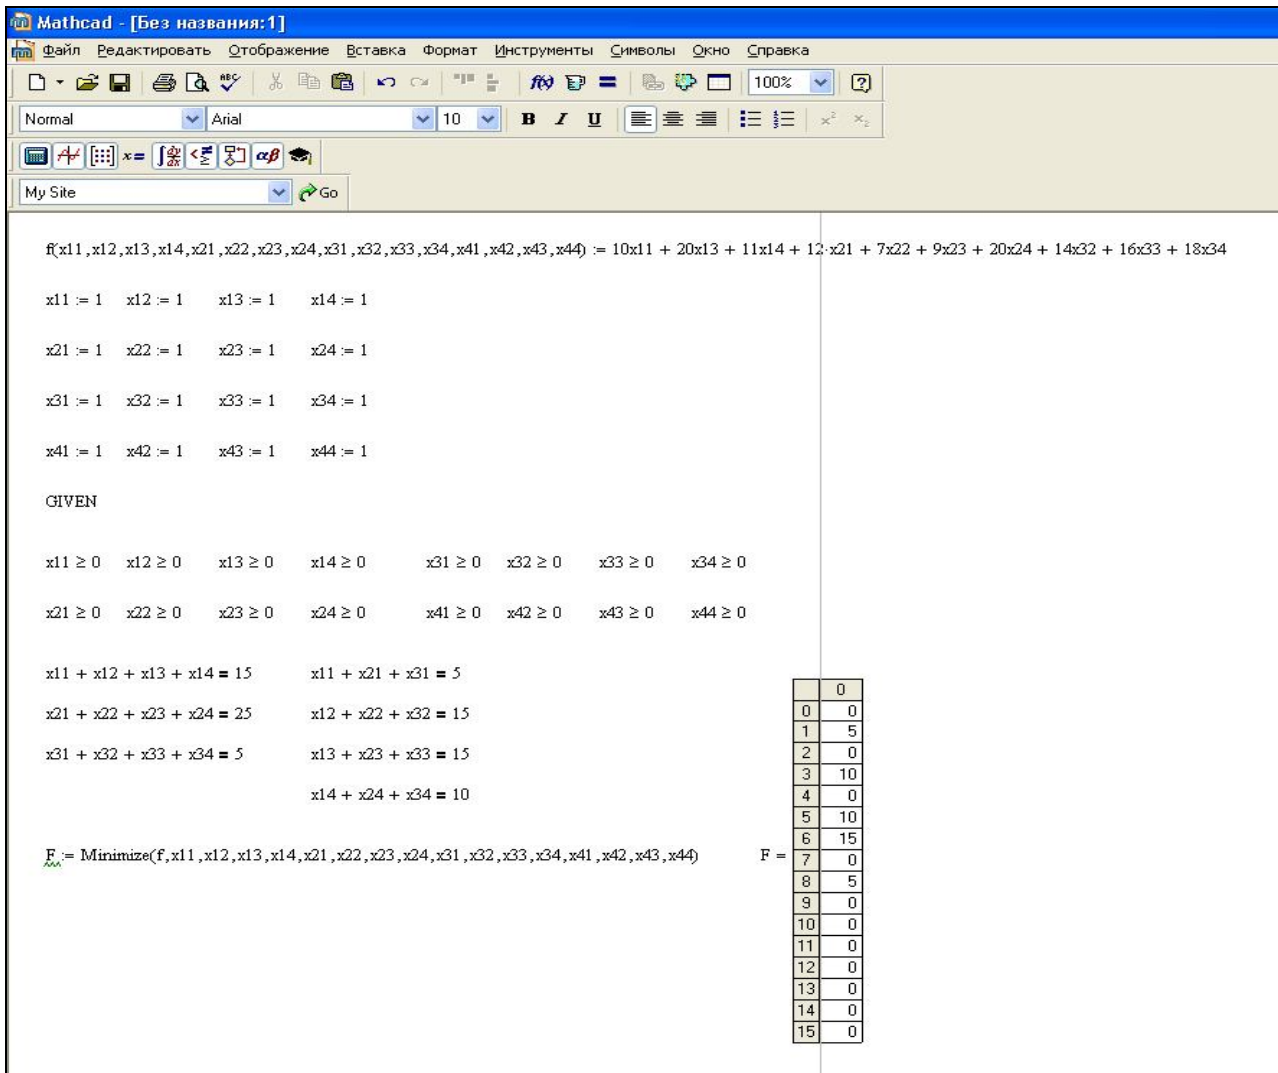 Mathcad - [Без названия:1]
Файл Редактировать Отображение Вставка Формат Инструменты Символы Окно Справка
100%
Normal Arial 10 B I U
My Site Go
f(x11,x12,x13,x14,x21,x22,x23,x24,x31,x32,x33,x34,x41,x42,x43,x44) := 10x11 + 20x13 + 11x14 + 12·x21 + 7x22 + 9x23 + 20x24 + 14x32 + 16x33 + 18x34
x11 := 1 x12 := 1 x13 := 1 x14 := 1
x21 := 1 x22 := 1 x23 := 1 x24 := 1
x31 := 1 x32 := 1 x33 := 1 x34 := 1
x41 := 1 x42 := 1 x43 := 1 x44 := 1
GIVEN
x11 ≥ 0 x12 ≥ 0 x13 ≥ 0 x14 ≥ 0 x31 ≥ 0 x32 ≥ 0 x33 ≥ 0 x34 ≥ 0
x21 ≥ 0 x22 ≥ 0 x23 ≥ 0 x24 ≥ 0 x41 ≥ 0 x42 ≥ 0 x43 ≥ 0 x44 ≥ 0
x11 + x12 + x13 + x14 = 15 x11 + x21 + x31 = 5
x21 + x22 + x23 + x24 = 25 x12 + x22 + x32 = 15
x31 + x32 + x33 + x34 = 5 x13 + x23 + x33 = 15
x14 + x24 + x34 = 10
F := Minimize(f,x11,x12,x13,x14,x21,x22,x23,x24,x31,x32,x33,x34,x41,x42,x43,x44) F =
0
0 0
1 5
2 0
3 10
4 0
5 10
6 15
7 0
8 5
9 0
10 0
11 0
12 0
13 0
14 0
15 0